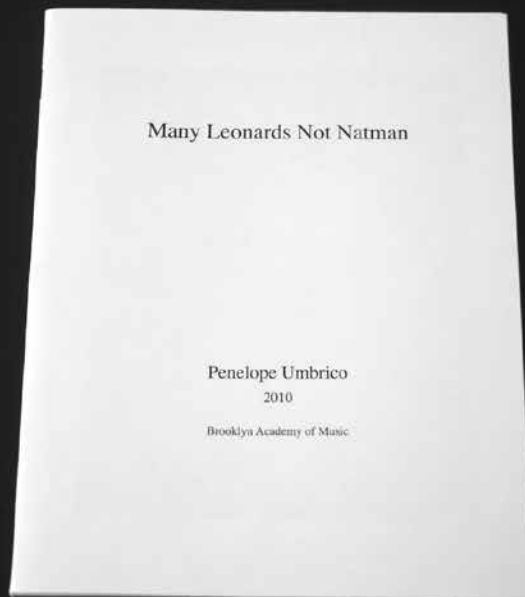 Many Leonards Not Natman
Penelope Umbrico
2010
Brooklyn Academy of Music